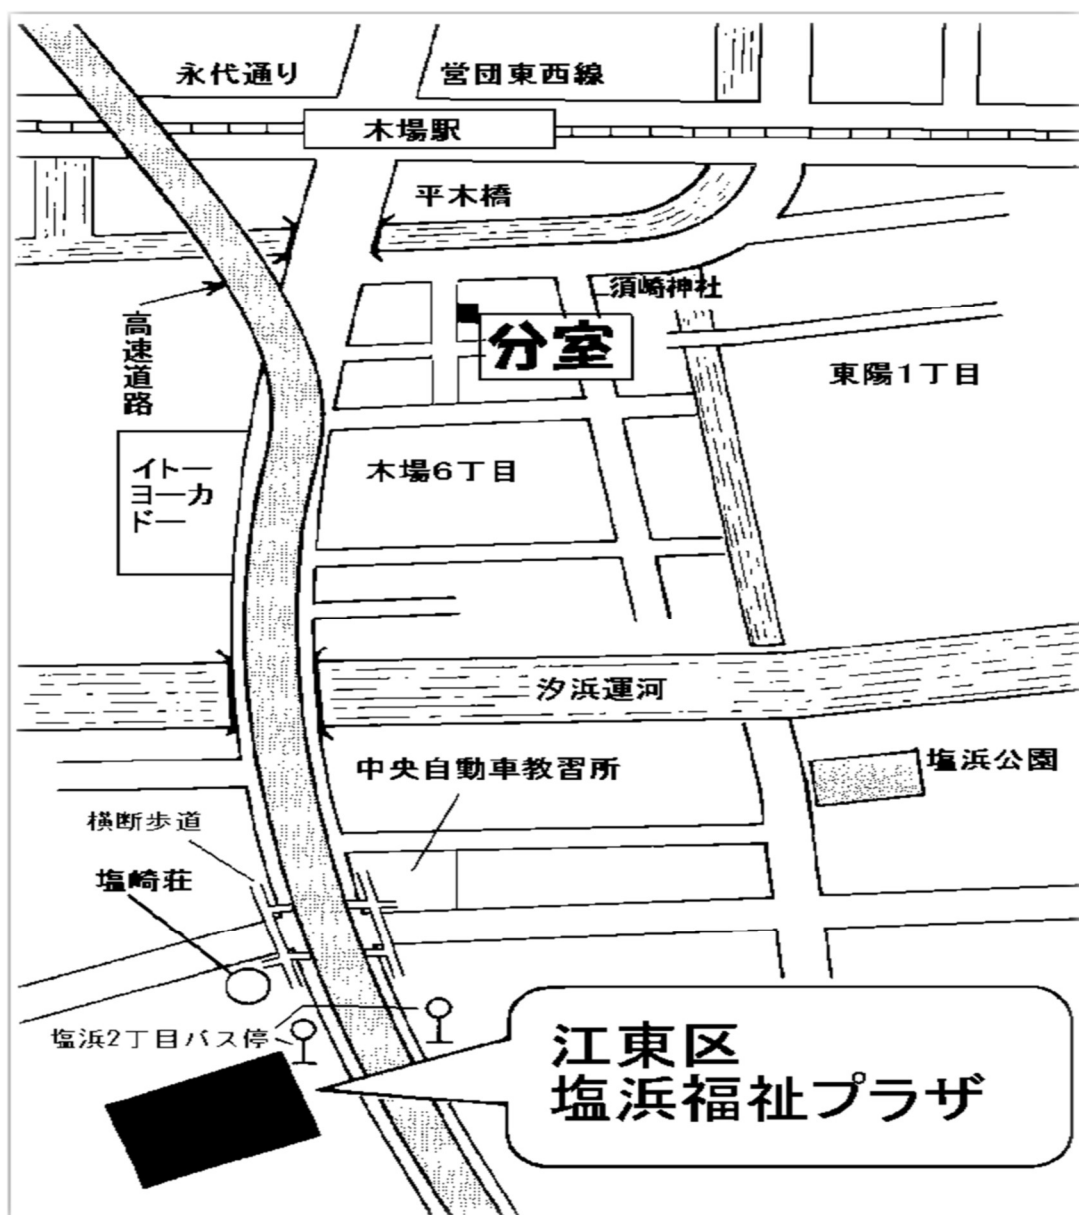 永代通り
営団東西線
木場駅
平木橋
須崎神社
高速道路
分室
東陽1丁目
イトー
ヨーカ
ドー
木場6丁目
汐浜運河
中央自動車教習所
塩浜公園
横断歩道
塩崎荘
塩浜2丁目バス停
江東区
塩浜福祉プラザ